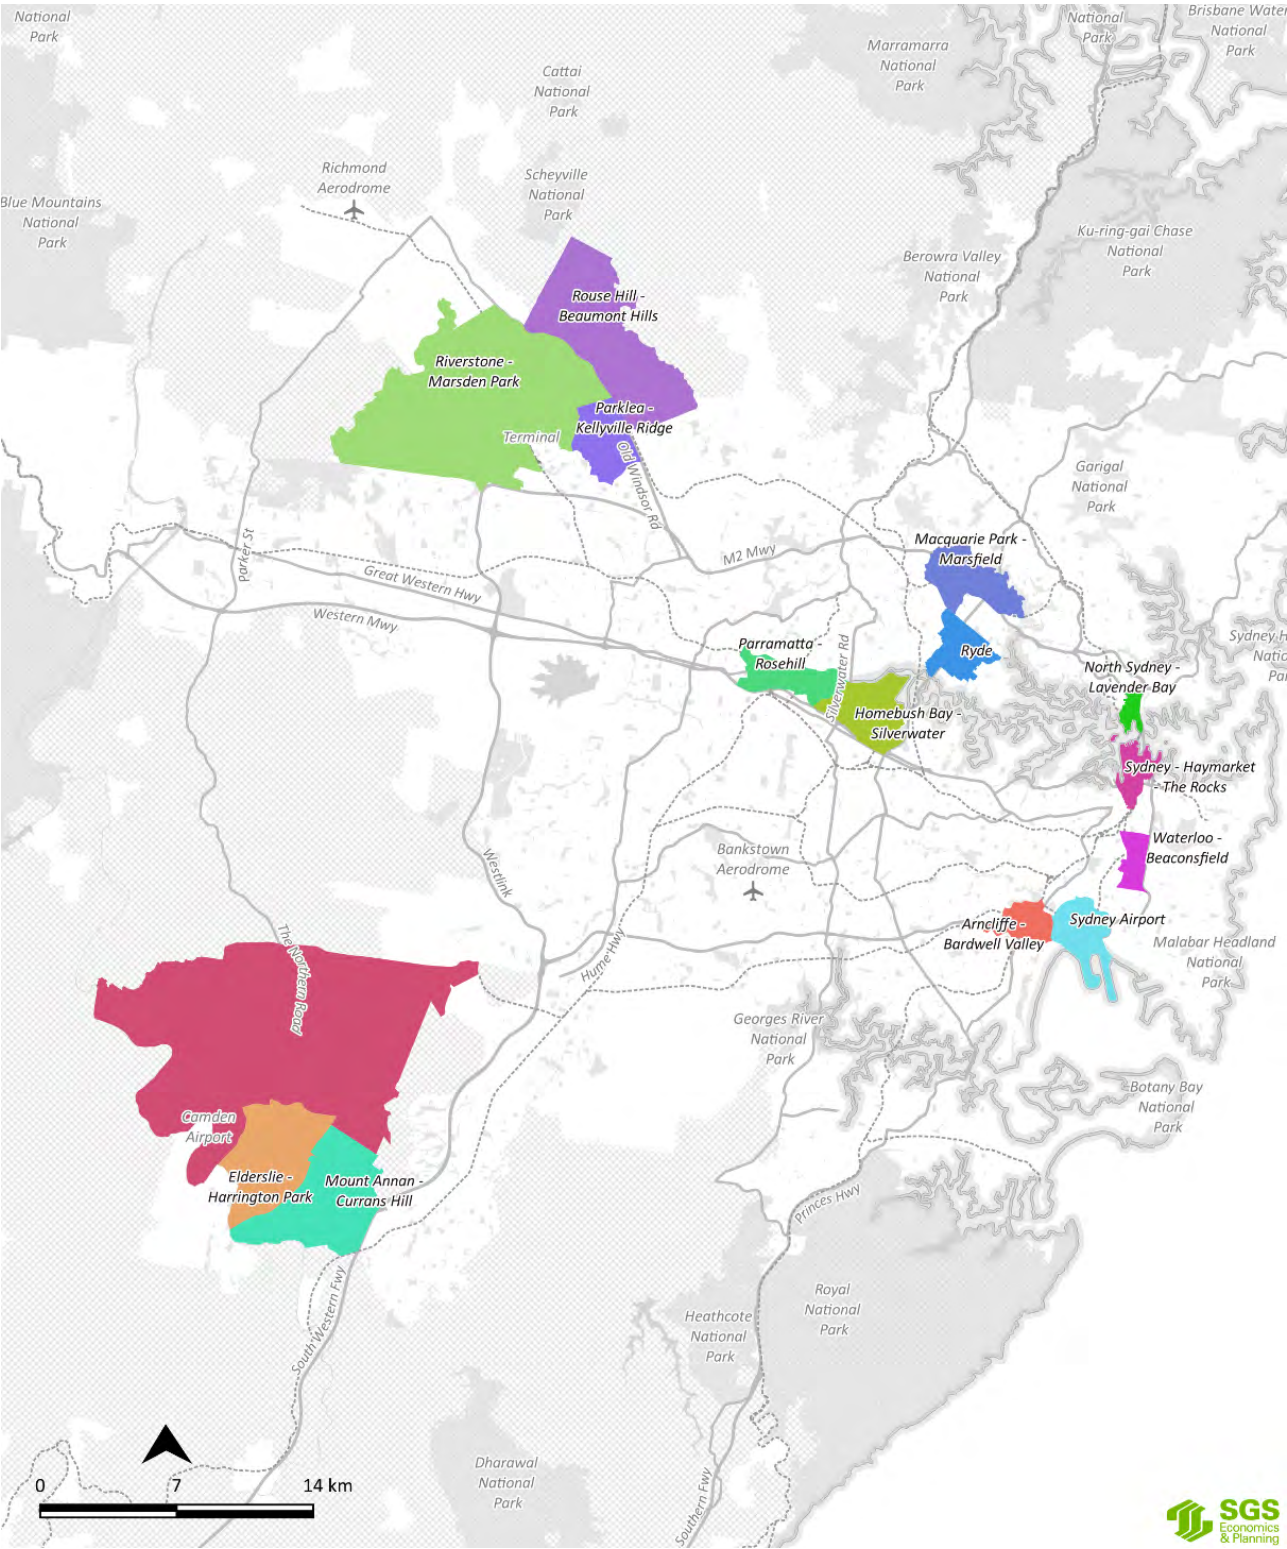 National
Park
National
Park
Brisbane Water
National
Park
Marramarra
National
Park
Cattai
National
Park
Richmond
Aerodrome
Scheyville
National
Park
Blue Mountains
National
Park
Ku-ring-gai Chase
National
Park
Berowra Valley
National
Park
Rouse Hill -
Beaumont Hills
Riverstone -
Marsden Park
Parklea -
Kellyville Ridge
Terminal
Old Windsor Rd
Garigal
National
Park
Parker St
Macquarie Park -
Marsfield
M2 Mwy
Great Western Hwy
Western Mwy
Parramatta -
Rosehill
Silverwater Rd
Ryde
Sydney H
Natio
Par
North Sydney -
Lavender Bay
Homebush Bay -
Silverwater
Sydney - Haymarket
- The Rocks
Waterloo -
Beaconsfield
Bankstown
Aerodrome
Westlink
Arncliffe -
Bardwell Valley
Sydney Airport
Malabar Headland
National
Park
The Northern Road
Hume Hwy
Georges River
National
Park
Botany Bay
National
Park
Camden
Airport
Elderslie -
Harrington Park
Mount Annan -
Currans Hill
Princes Hwy
Royal
National
Park
Heathcote
National
Park
South Western Fwy
Dharawal
National
Park
Southern Fwy
0 7 14 km
SGS
Economics
& Planning